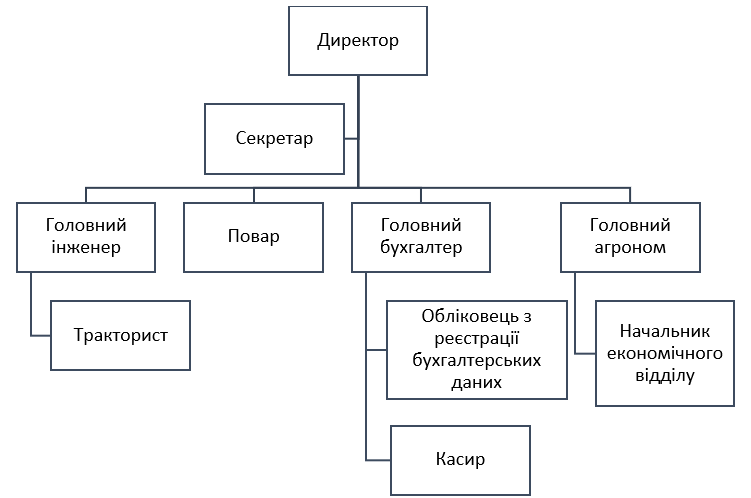 Директор
Секретар
Головний
інженер
Повар
Головний
бухгалтер
Головний
агроном
Тракторист
Обліковець з
реєстрації
бухгалтерських
даних
Начальник
економічного
відділу
Касир